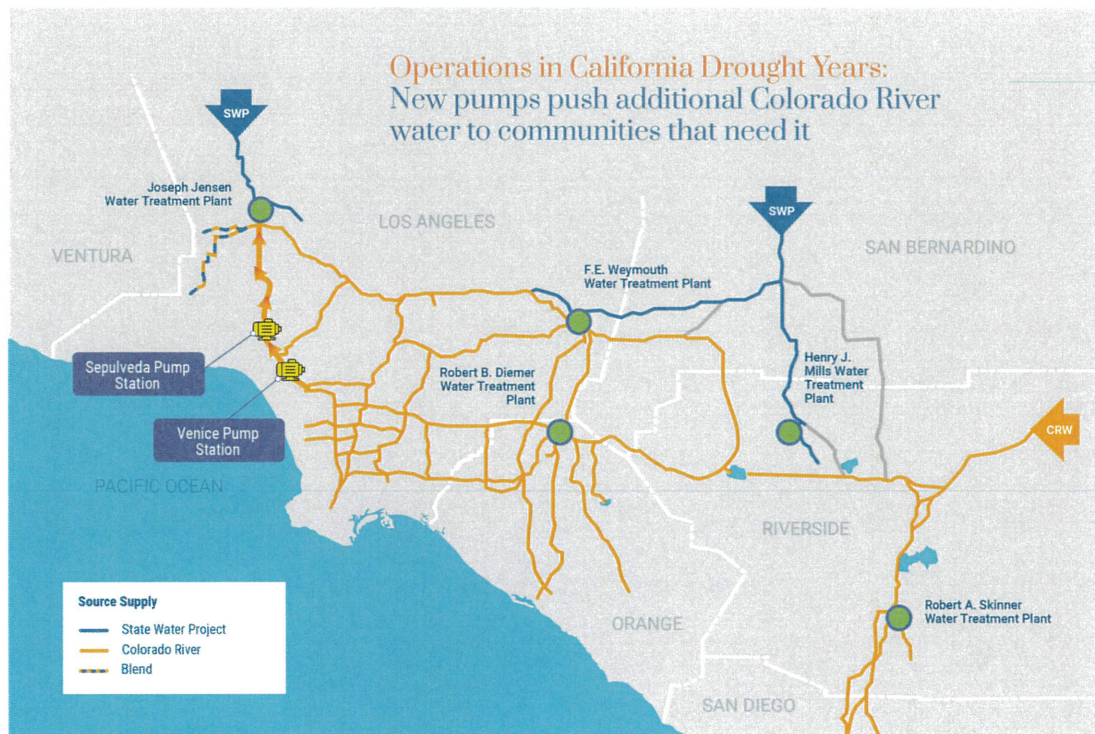 Operations in California Drought Years:
New pumps push additional Colorado River
water to communities that need it
SWP
Joseph Jensen
Water Treatment Plant
LOS ANGELES
SWP
SAN BERNARDINO
VENTURA
F.E. Weymouth
Water Treatment Plant
Sepulveda Pump
Station
Robert B. Diemer
Water Treatment
Plant
Henry J.
Mills Water
Treatment
Plant
Venice Pump
Station
CRW
PACIFIC OCEAN
RIVERSIDE
Source Supply
State Water Project
Colorado River
Blend
ORANGE
Robert A. Skinner
Water Treatment Plant
SAN DIEGO